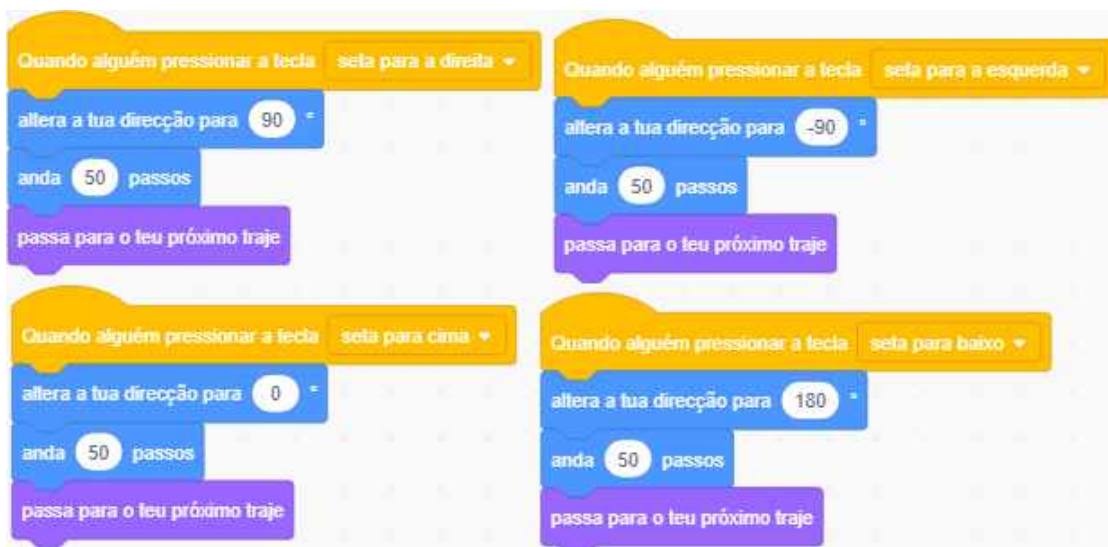 Quando alguém pressionar a tecla seta para a direita
altera a tua direcção para 90 °
anda 50 passos
passa para o teu próximo traje
Quando alguém pressionar a tecla seta para a esquerda
altera a tua direcção para -90 °
anda 50 passos
passa para o teu próximo traje
Quando alguém pressionar a tecla seta para cima
altera a tua direcção para 0 °
anda 50 passos
passa para o teu próximo traje
Quando alguém pressionar a tecla seta para baixo
altera a tua direcção para 180 °
anda 50 passos
passa para o teu próximo traje